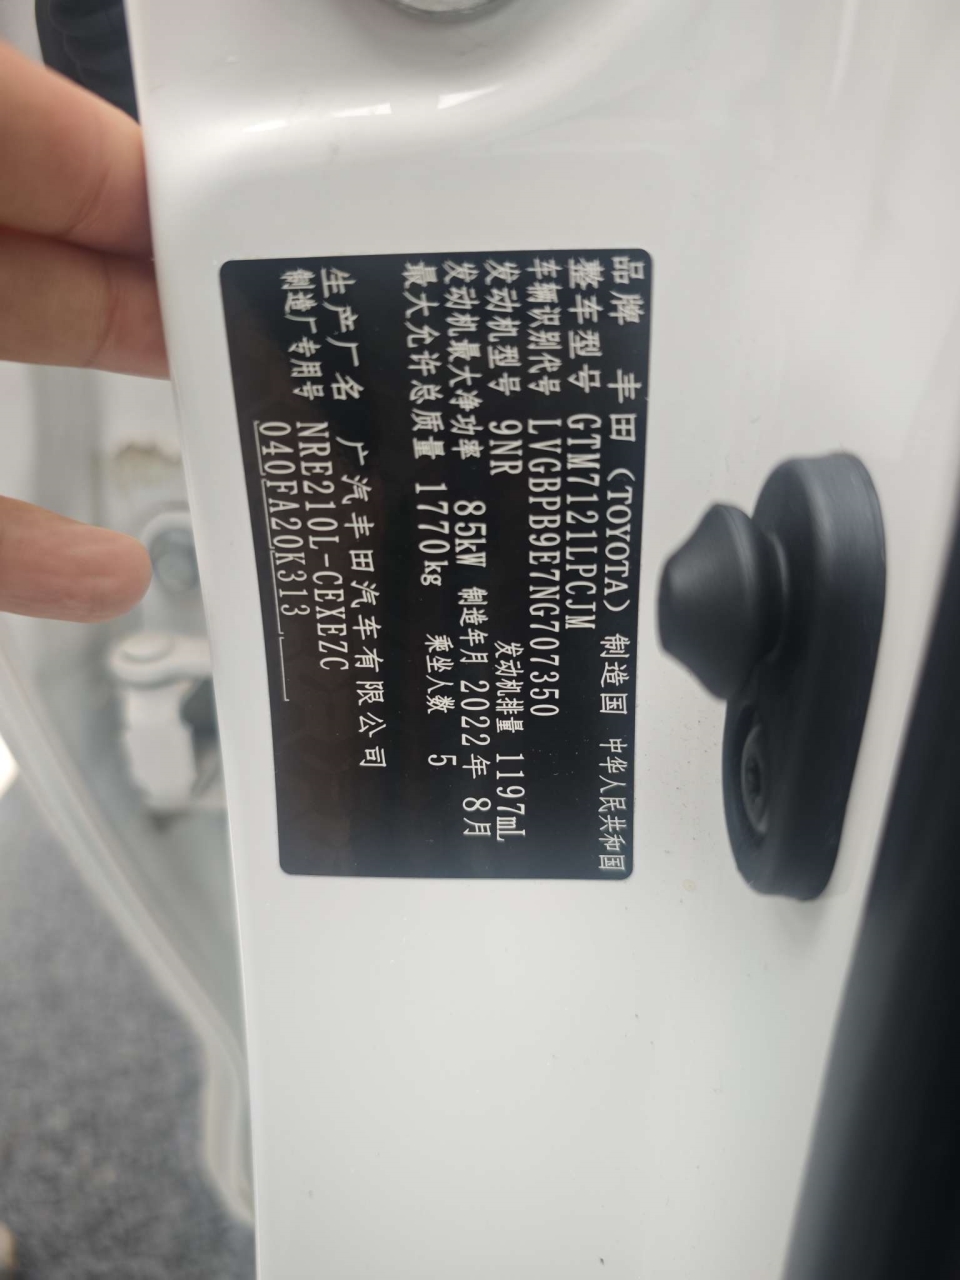 品牌 丰田（TOYOTA） 制造国 中华人民共和国
整车型号 GTM7121LPCJM
车辆识别代号 LVGBPB9E7NG707350
发动机型号 9NR 发动机排量 1197mL
发动机最大净功率 85kW 制造年月 2022年8月
最大允许总质量 1770kg 乘坐人数 5
生产厂名 广汽丰田汽车有限公司
制造厂专用号 NRE210L-CEXEZC
040FA20K313